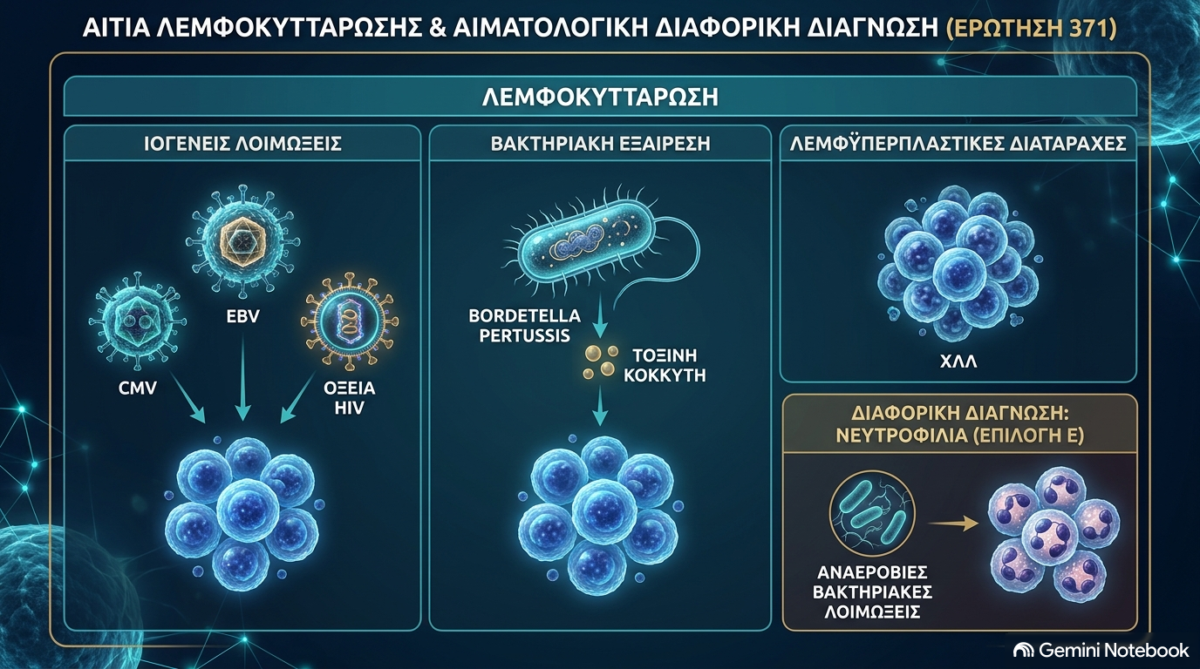 ΑΙΤΙΑ ΛΕΜΦΟΚΥΤΤΑΡΩΣΗΣ & ΑΙΜΑΤΟΛΟΓΙΚΗ ΔΙΑΦΟΡΙΚΗ ΔΙΑΓΝΩΣΗ (ΕΡΩΤΗΣΗ 371)
ΛΕΜΦΟΚΥΤΤΑΡΩΣΗ
ΙΟΓΕΝΕΙΣ ΛΟΙΜΩΞΕΙΣ
EBV
CMV
ΟΞΕΙΑ
HIV
ΒΑΚΤΗΡΙΑΚΗ ΕΞΑΙΡΕΣΗ
BORDETELLA
PERTUSSIS
ΤΟΞΙΝΗ
ΚΟΚΚΥΤΗ
ΛΕΜΦΫΠΕΡΠΛΑΣΤΙΚΕΣ ΔΙΑΤΑΡΑΧΕΣ
ΧΛΛ
ΔΙΑΦΟΡΙΚΗ ΔΙΑΓΝΩΣΗ:
ΝΕΥΤΡΟΦΙΛΙΑ (ΕΠΙΛΟΓΗ Ε)
ΑΝΑΕΡΟΒΙΕΣ
ΒΑΚΤΗΡΙΑΚΕΣ
ΛΟΙΜΩΞΕΙΣ
Gemini Notebook